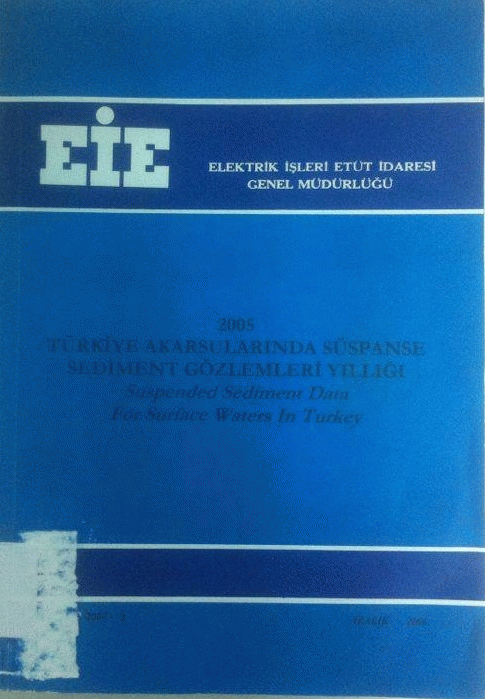 EİE
ELEKTRİK İŞLERİ ETÜT İDARESİ
GENEL MÜDÜRLÜĞÜ
2005
TÜRKİYE AKARSULARINDA SÜSPANSE
SEDİMENT GÖZLEMLERİ YILLIĞI
Suspended Sediment Data
For Surface Waters In Turkey
ARALIK -